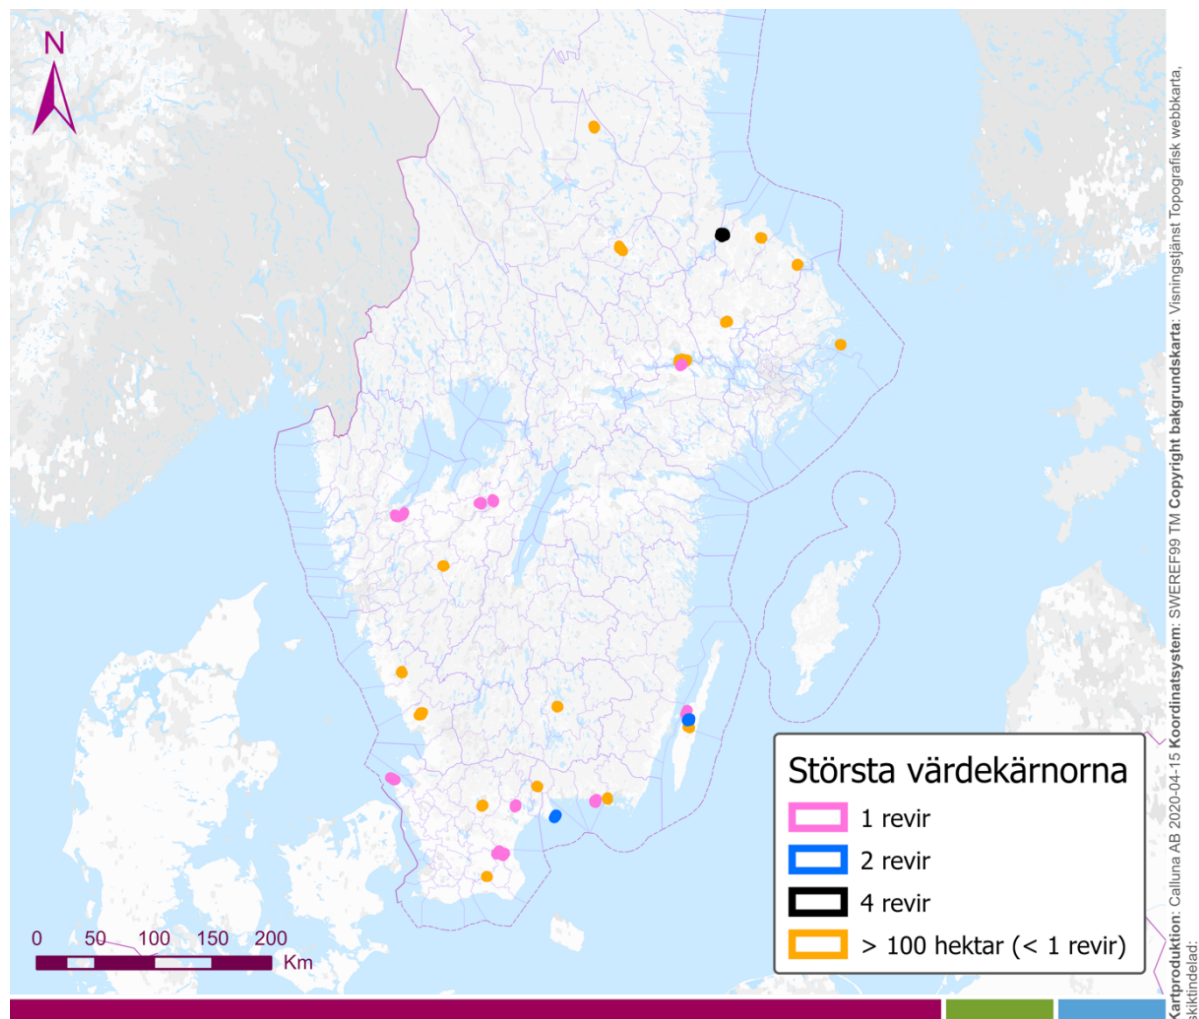 N
Största värdekärnorna
1 revir
2 revir
4 revir
> 100 hektar (< 1 revir)
0 50 100 150 200
Km
Kartproduktion: Calluna AB 2020-04-15 Koordinatsystem: SWEREF99 TM Copyright bakgrundskarta: Visningstjänst Topografisk webbkarta,
skiktindelad: